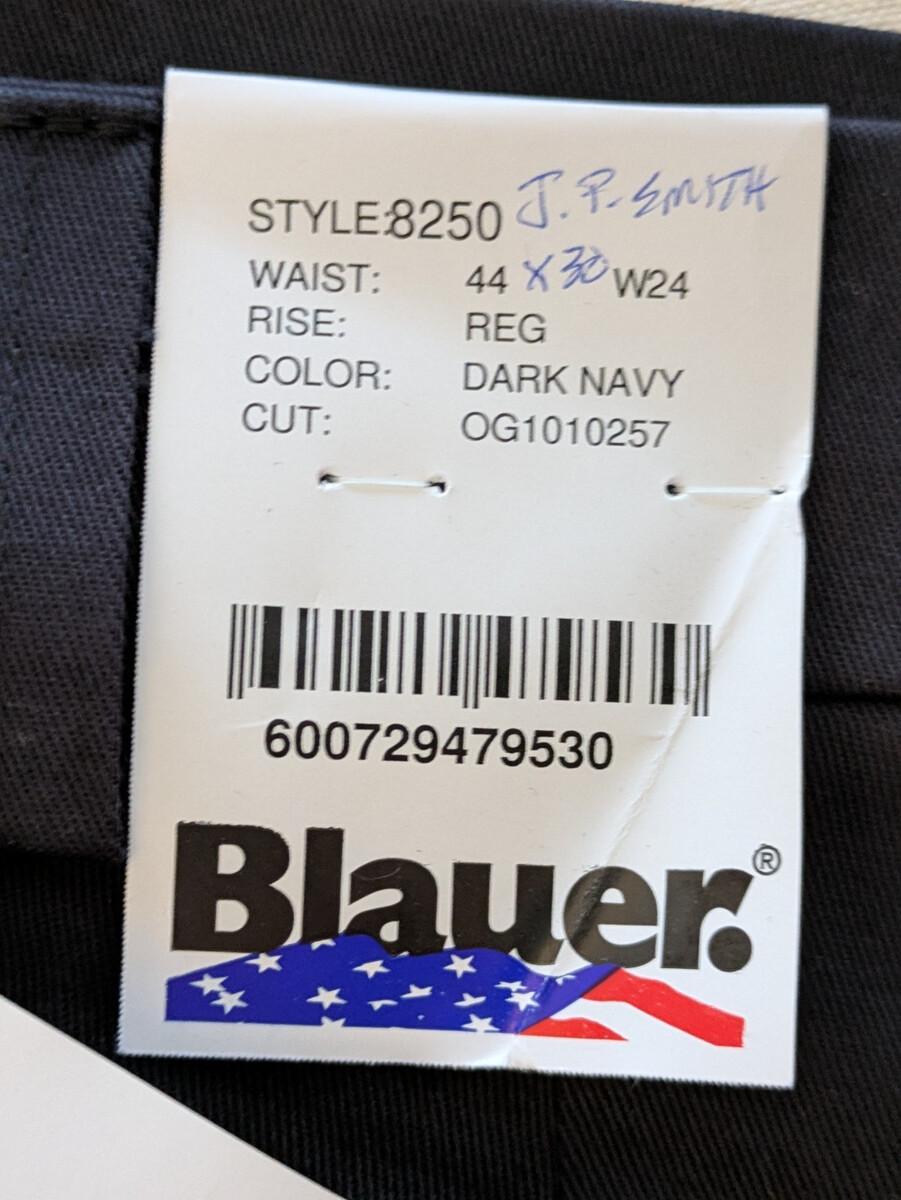 STYLE:8250 J.P. SMITH
WAIST: 44 X 30 W24
RISE: REG
COLOR: DARK NAVY
CUT: OG1010257
600729479530
Blauer.®